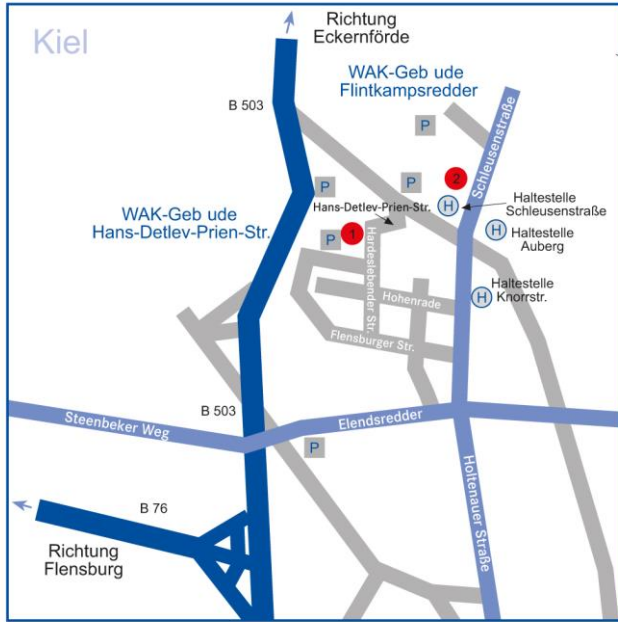 Kiel
Richtung
Eckernförde
WAK-Geb ude
Flintkampsredder
B 503
P
Schleusenstraße
2
P
P
H
Haltestelle
Schleusenstraße
Hans-Detlev-Prien-Str.
WAK-Geb ude
Hans-Detlev-Prien-Str.
1
P
H
Haltestelle
Auberg
Hardeslebender Str.
Hohenrade
H
Haltestelle
Knorrstr.
Flensburger Str.
B 503
Steenbeker Weg
Elendsredder
P
Holtenauer Straße
B 76
Richtung
Flensburg